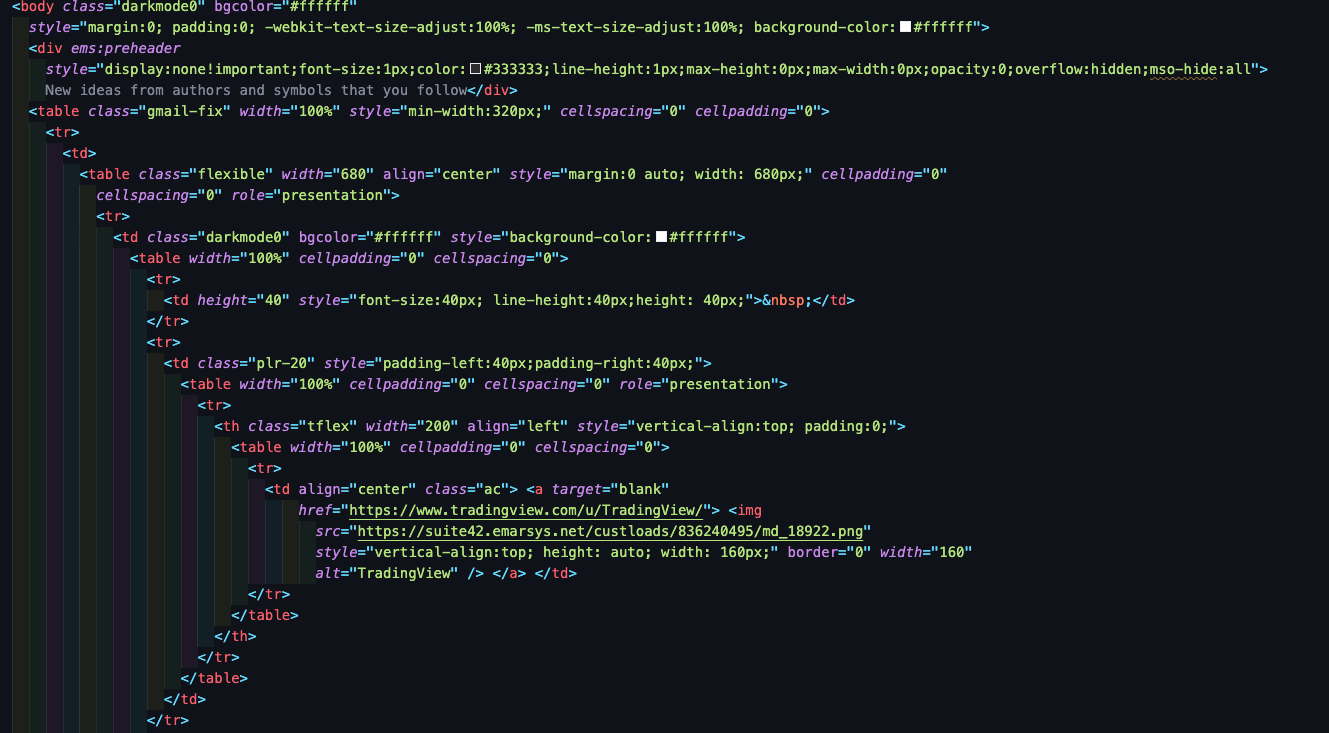 <body class="darkmode0" bgcolor="#ffffff"
style="margin:0; padding:0; -webkit-text-size-adjust:100%; -ms-text-size-adjust:100%; background-color:#ffffff">
<div ems:preheader
style="display:none!important;font-size:1px;color:#333333;line-height:1px;max-height:0px;max-width:0px;opacity:0;overflow:hidden;mso-hide:all">
New ideas from authors and symbols that you follow</div>
<table class="gmail-fix" width="100%" style="min-width:320px;" cellspacing="0" cellpadding="0">
<tr>
<td>
<table class="flexible" width="680" align="center" style="margin:0 auto; width: 680px;" cellpadding="0"
cellspacing="0" role="presentation">
<tr>
<td class="darkmode0" bgcolor="#ffffff" style="background-color:#ffffff">
<table width="100%" cellpadding="0" cellspacing="0">
<tr>
<td height="40" style="font-size:40px; line-height:40px;height: 40px;">&nbsp;</td>
</tr>
<tr>
<td class="plr-20" style="padding-left:40px;padding-right:40px;">
<table width="100%" cellpadding="0" cellspacing="0" role="presentation">
<tr>
<th class="tflex" width="200" align="left" style="vertical-align:top; padding:0;">
<table width="100%" cellpadding="0" cellspacing="0">
<tr>
<td align="center" class="ac"> <a target="blank"
href="https://www.tradingview.com/u/TradingView/"> <img
src="https://suite42.emarsys.net/custloads/836240495/md_18922.png"
style="vertical-align:top; height: auto; width: 160px;" border="0" width="160"
alt="TradingView" /> </a> </td>
</tr>
</table>
</th>
</tr>
</table>
</td>
</tr>